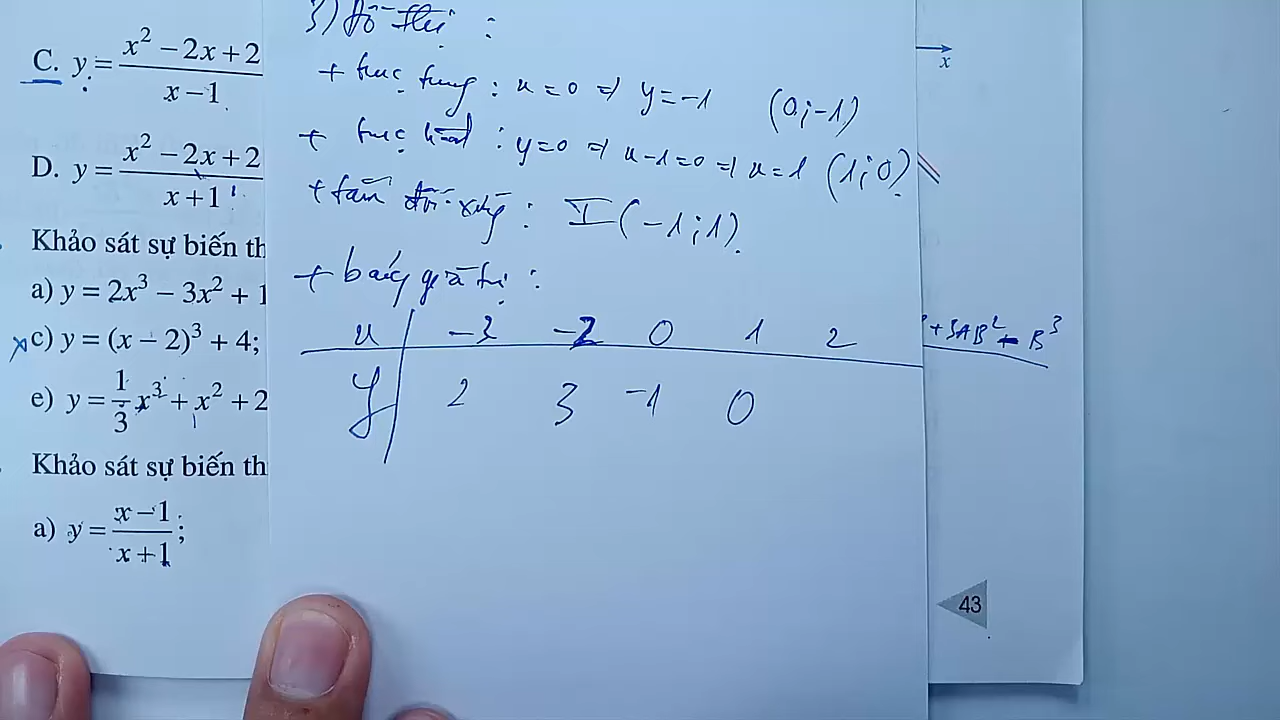 C. y = (x² − 2x + 2)/(x − 1)
D. y = (x² − 2x + 2)/(x + 1)
Khảo sát sự biến th
a) y = 2x³ − 3x² + 1
c) y = (x − 2)³ + 4;
e) y = 1/3 x³ + x² + 2
Khảo sát sự biến th
a) y = (x − 1)/(x + 1);
3) Đồ thị :
+ trục tung : x = 0 ⇒ y = −1 (0; −1)
+ trục hoành : y = 0 ⇒ x − 1 = 0 ⇒ x = 1 (1; 0)
+ tâm đối xứng : I(−1; 1)
+ bảng giá trị :
x | −3 −2 0 1 2
y | 2 3 −1 0
x
+ 3AB² − B³
43